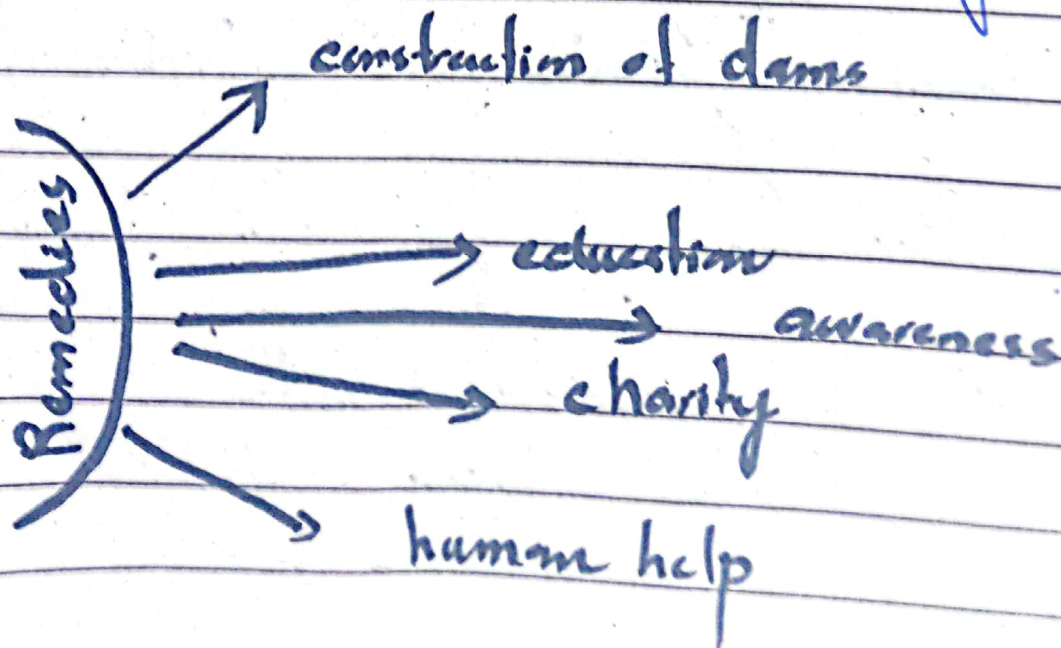 construction of dams
Remedies
education
awareness
charity
human help